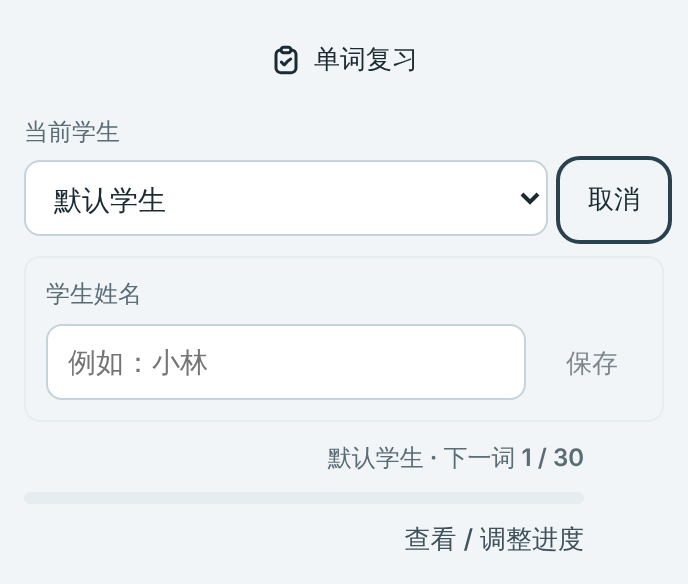 单词复习
当前学生
默认学生
取消
学生姓名
例如：小林
保存
默认学生 · 下一词 1 / 30
查看 / 调整进度